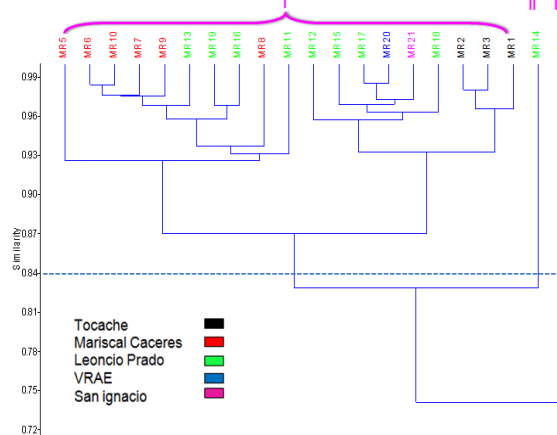 MR5 MR6 MR10 MR7 MR9 MR13 MR19 MR16 MR8 MR11 MR12 MR15 MR17 MR20 MR21 MR18 MR2 MR3 MR1 MR14
0.99
0.96
0.93
0.90
0.87
Similarity
0.84
0.81
0.78
0.75
0.72
Tocache
Mariscal Caceres
Leoncio Prado
VRAE
San ignacio